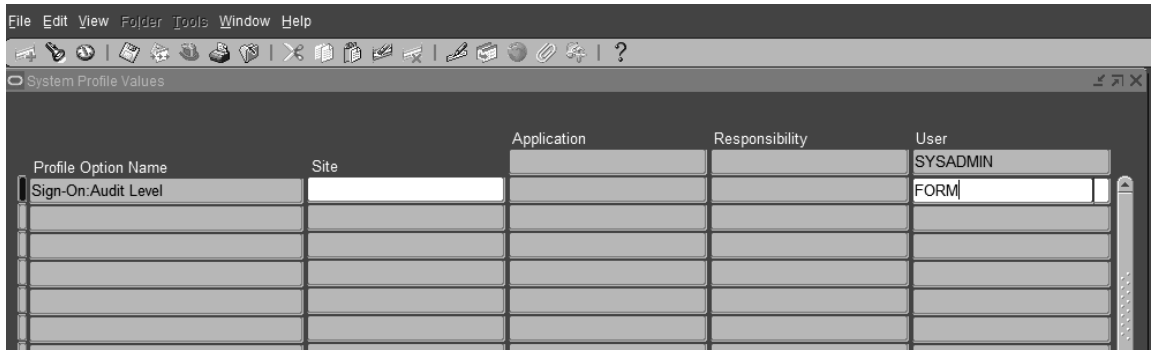 File Edit View Folder Tools Window Help
?
System Profile Values
Application Responsibility User
Profile Option Name Site SYSADMIN
Sign-On:Audit Level FORM